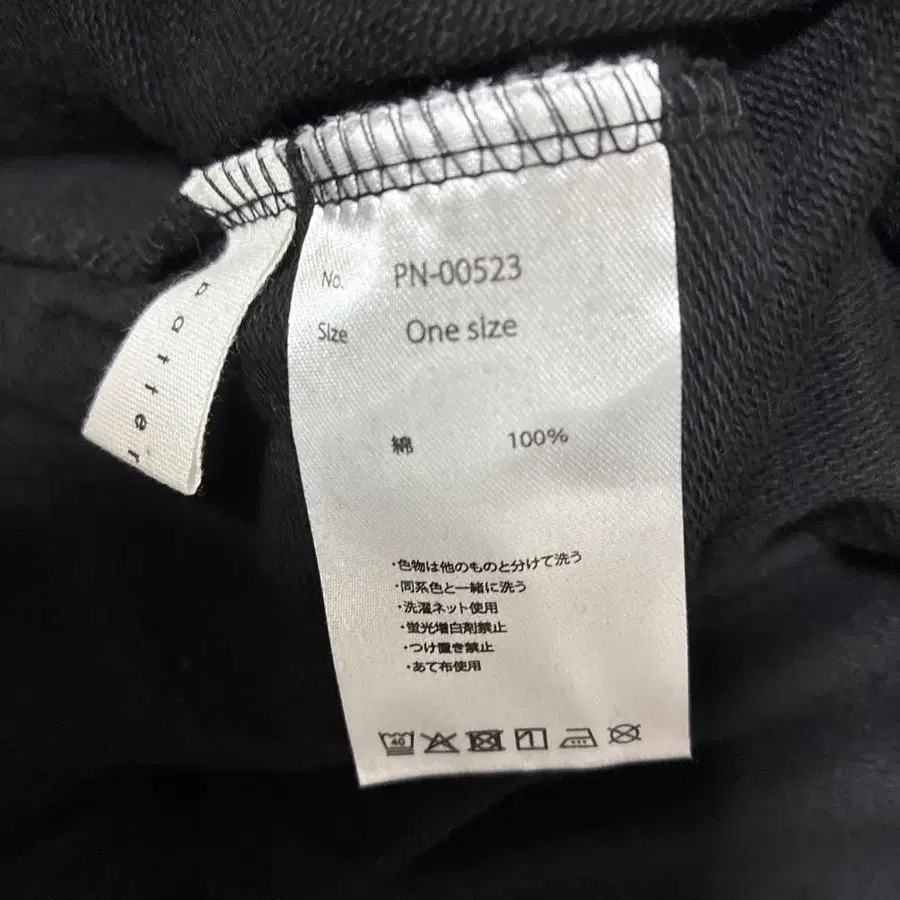 No. PN-00523
Size One size
綿 100%
・色物は他のものと分けて洗う
・同系色と一緒に洗う
・洗濯ネット使用
・蛍光増白剤禁止
・つけ置き禁止
・あて布使用
40
batter